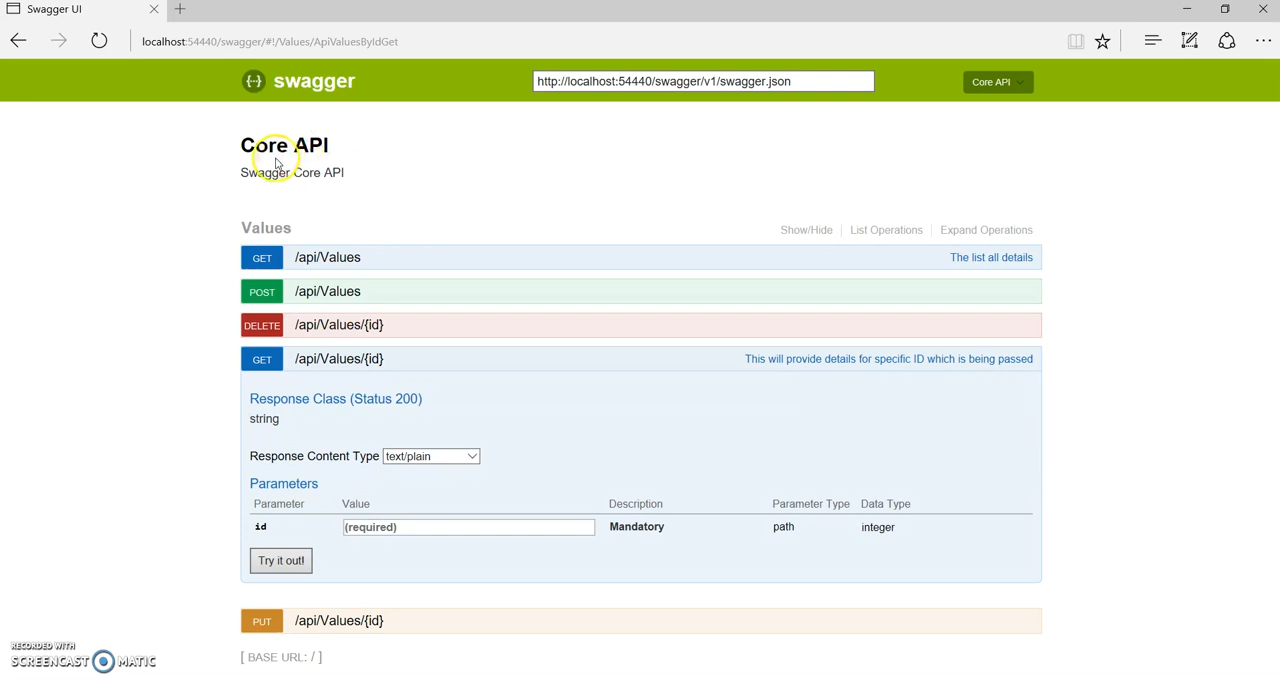 Swagger UI
localhost:54440/swagger/#!/Values/ApiValuesByIdGet
{···} swagger
http://localhost:54440/swagger/v1/swagger.json
Core API
Core API
Swagger Core API
Values
Show/Hide
List Operations
Expand Operations
GET /api/Values The list all details
POST /api/Values
DELETE /api/Values/{id}
GET /api/Values/{id} This will provide details for specific ID which is being passed
Response Class (Status 200)
string
Response Content Type text/plain
Parameters
Parameter Value Description Parameter Type Data Type
id (required) Mandatory path integer
Try it out!
PUT /api/Values/{id}
[ BASE URL: / ]
RECORDED WITH
SCREENCAST MATIC